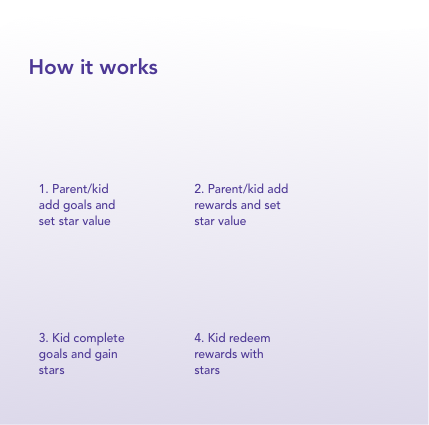 How it works
1. Parent/kid
add goals and
set star value
2. Parent/kid add
rewards and set
star value
3. Kid complete
goals and gain
stars
4. Kid redeem
rewards with
stars